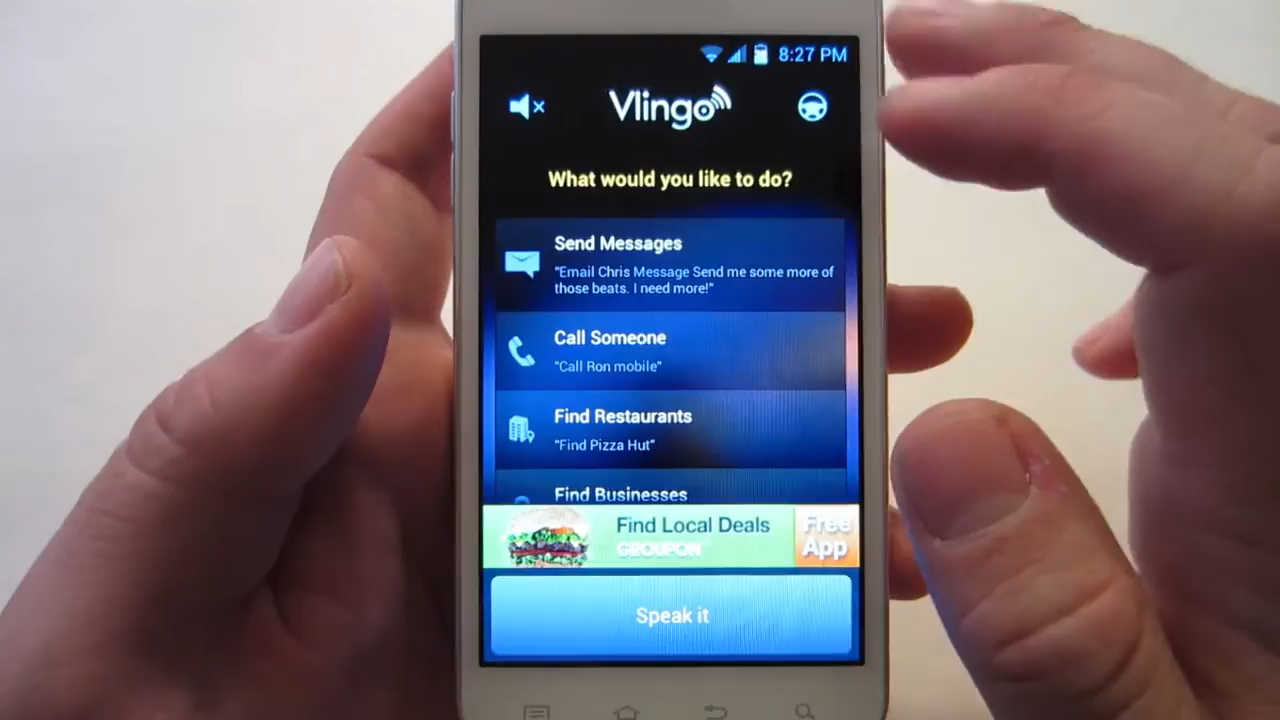 8:27 PM
Vlingo
What would you like to do?
Send Messages
"Email Chris Message Send me some more of
those beats. I need more!"
Call Someone
"Call Ron mobile"
Find Restaurants
"Find Pizza Hut"
Find Businesses
Find Local Deals
GROUPON
Free
App
Speak it